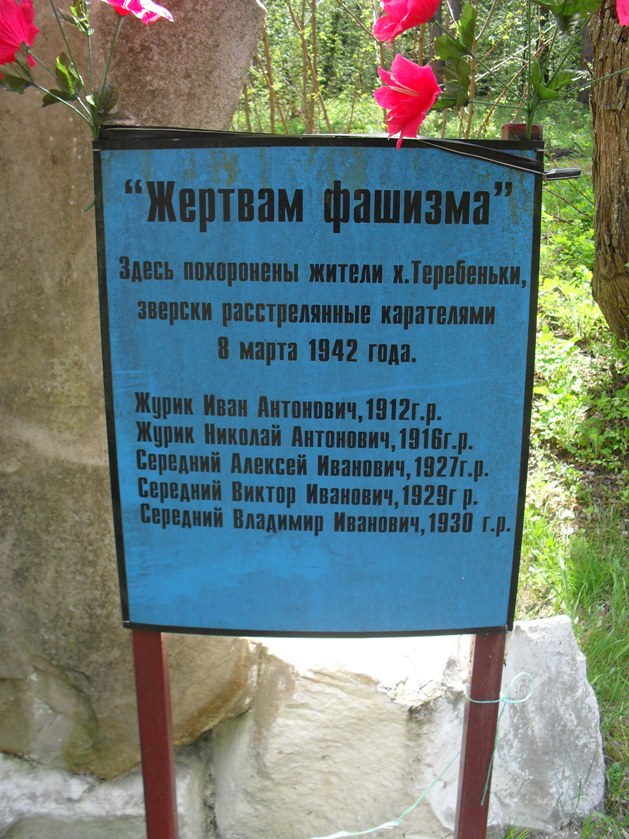 “Жертвам фашизма”
Здесь похоронены жители х.Теребеньки,
зверски расстрелянные карателями
8 марта 1942 года.
Журик Иван Антонович,1912г.р.
Журик Николай Антонович,1916г.р.
Середний Алексей Иванович,1927г.р.
Середний Виктор Иванович,1929г р.
Середний Владимир Иванович,1930 г.р.